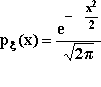 p_ξ(x) = e^{-x²/2} / √(2π)